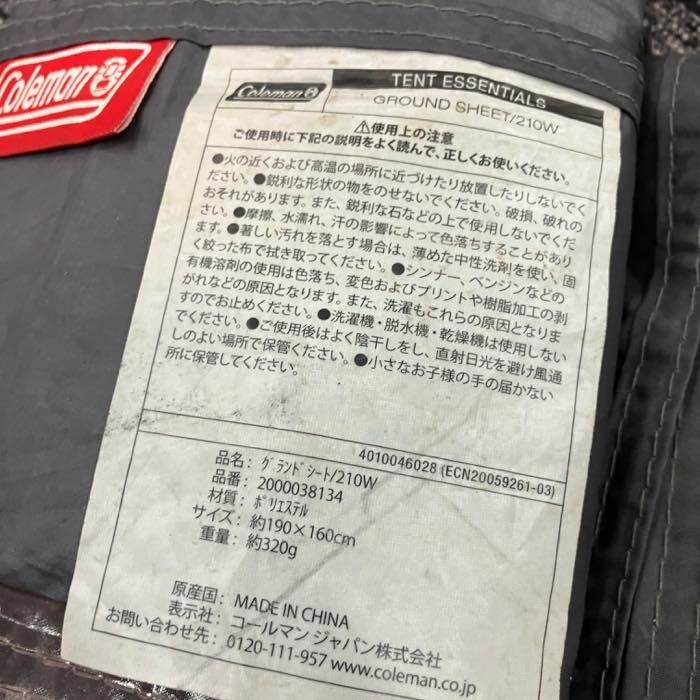 Coleman
Coleman
TENT ESSENTIALS
GROUND SHEET/210W
⚠使用上の注意
ご使用時に下記の説明をよく読んで、正しくお使いください。
●火の近くおよび高温の場所に近づけたり放置したりしないでく
ださい。●鋭利な形状の物をのせないでください。破損、破れの
おそれがあります。また、鋭利な石などの上で使用しないでくだ
さい。●摩擦、水濡れ、汗の影響によって色落ちすることがあり
ます。●著しい汚れを落とす場合は、薄めた中性洗剤を使い、固
く絞った布で拭き取ってください。●シンナー、ベンジンなどの
有機溶剤の使用は色落ち、変色およびプリントや樹脂加工の剥
がれなどの原因となります。また、洗濯もこれらの原因となりま
すのでお止めください。●洗濯機・脱水機・乾燥機は使用しない
でください。●ご使用後はよく陰干しをし、直射日光を避け風通
しのよい場所で保管ください。●小さなお子様の手の届かない
所に保管してください。
4010046028 (ECN20059261-03)
品名: グランドシート/210W
品番: 2000038134
材質: ポリエステル
サイズ: 約190×160cm
重量: 約320g
原産国: MADE IN CHINA
表示社: コールマン ジャパン株式会社
お問い合わせ先: 0120-111-957 www.coleman.co.jp